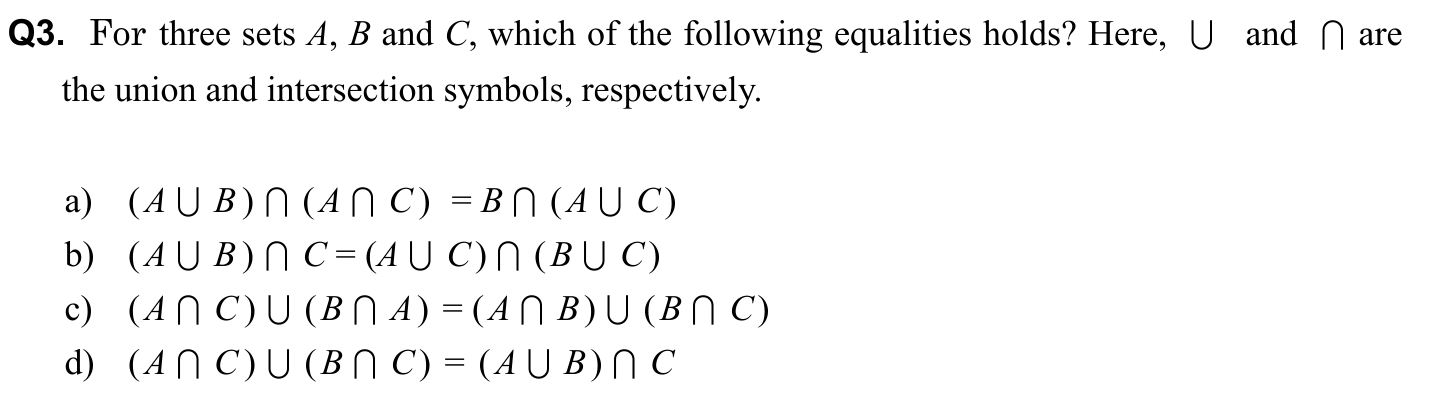 Q3. For three sets A, B and C, which of the following equalities holds? Here, ∪ and ∩ are
the union and intersection symbols, respectively.
a) (A ∪ B) ∩ (A ∩ C) = B ∩ (A ∪ C)
b) (A ∪ B) ∩ C = (A ∪ C) ∩ (B ∪ C)
c) (A ∩ C) ∪ (B ∩ A) = (A ∩ B) ∪ (B ∩ C)
d) (A ∩ C) ∪ (B ∩ C) = (A ∪ B) ∩ C